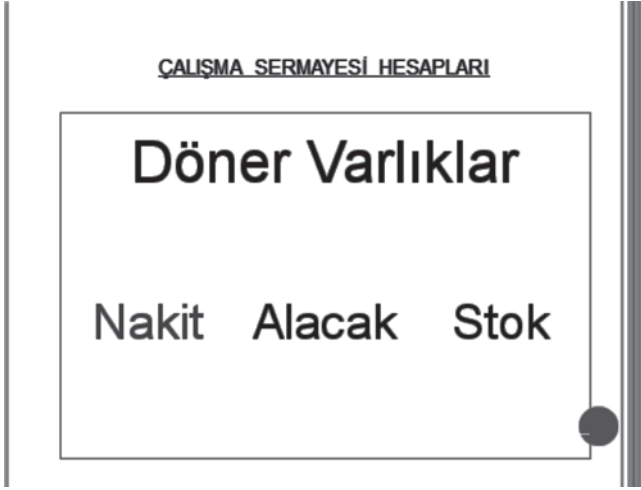 ÇALIŞMA SERMAYESİ HESAPLARI
Döner Varlıklar
Nakit Alacak Stok